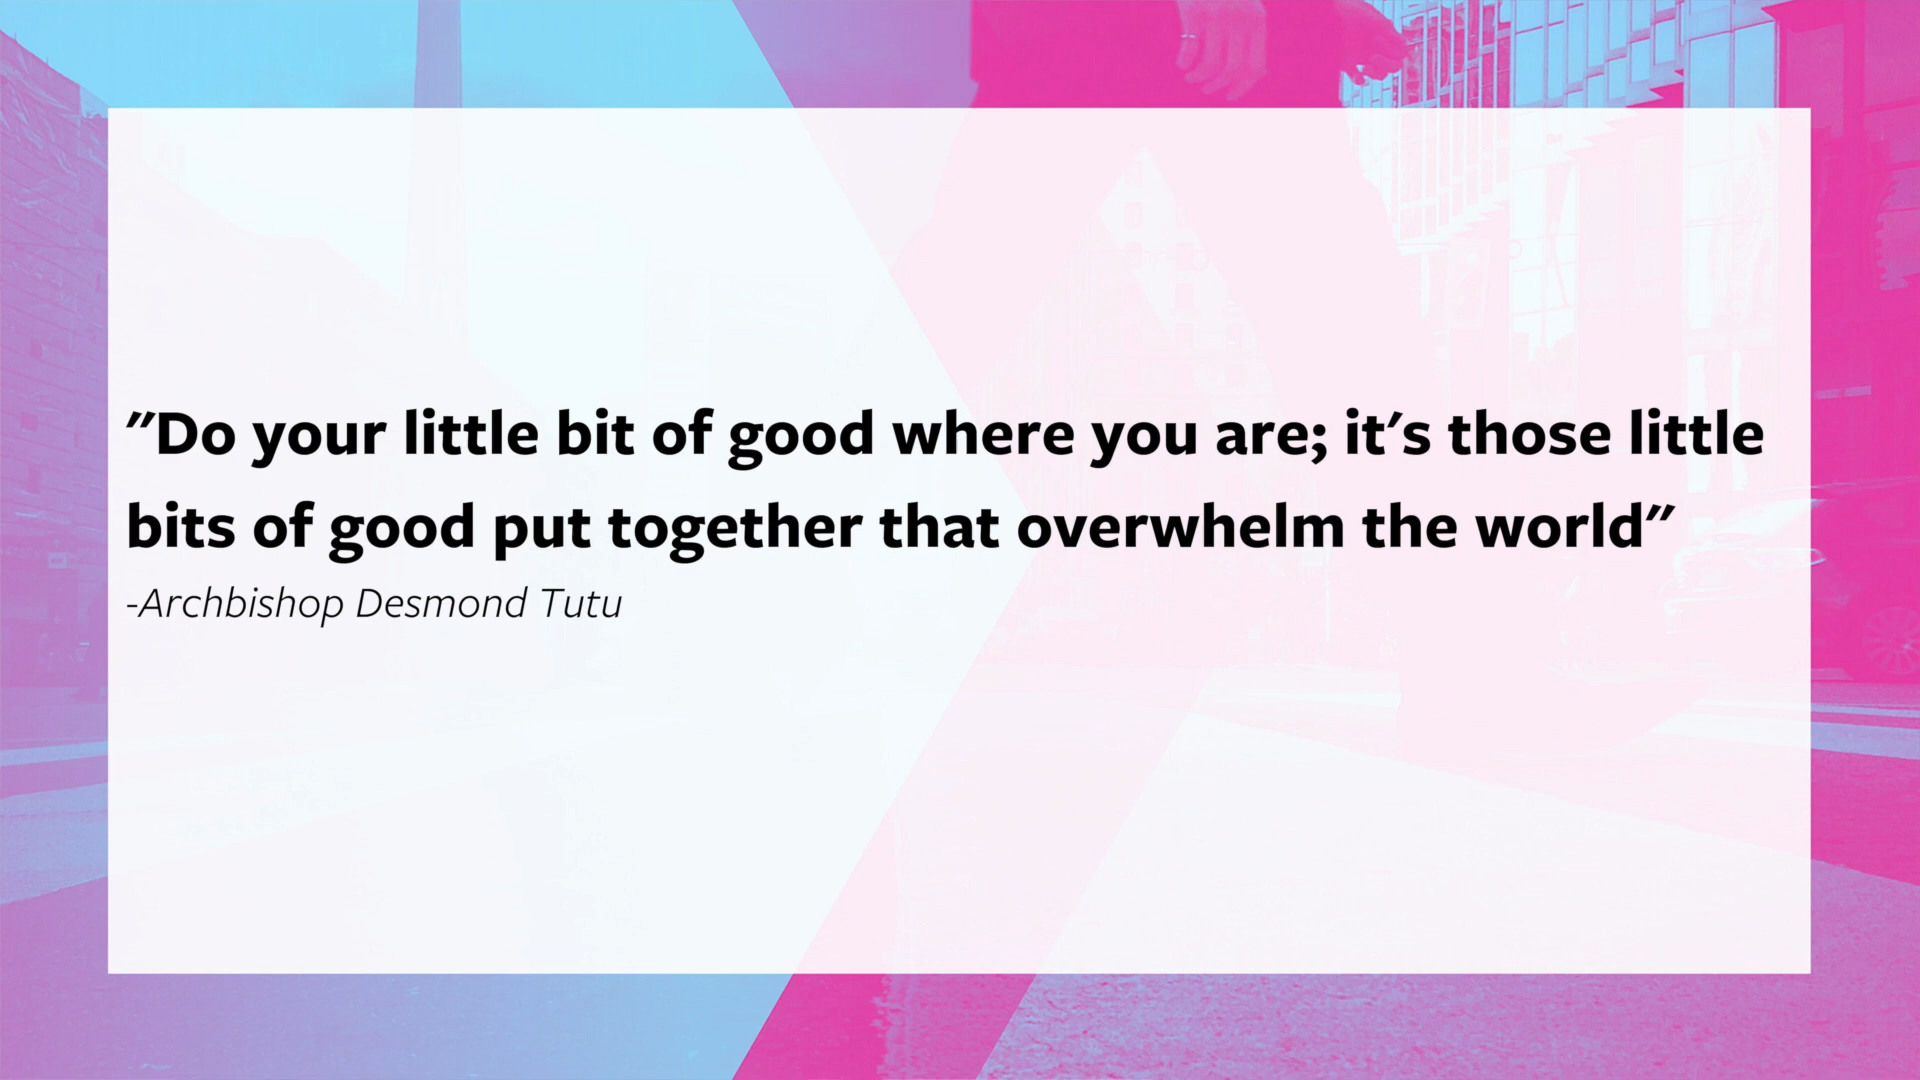 "Do your little bit of good where you are; it's those little
bits of good put together that overwhelm the world"
-Archbishop Desmond Tutu